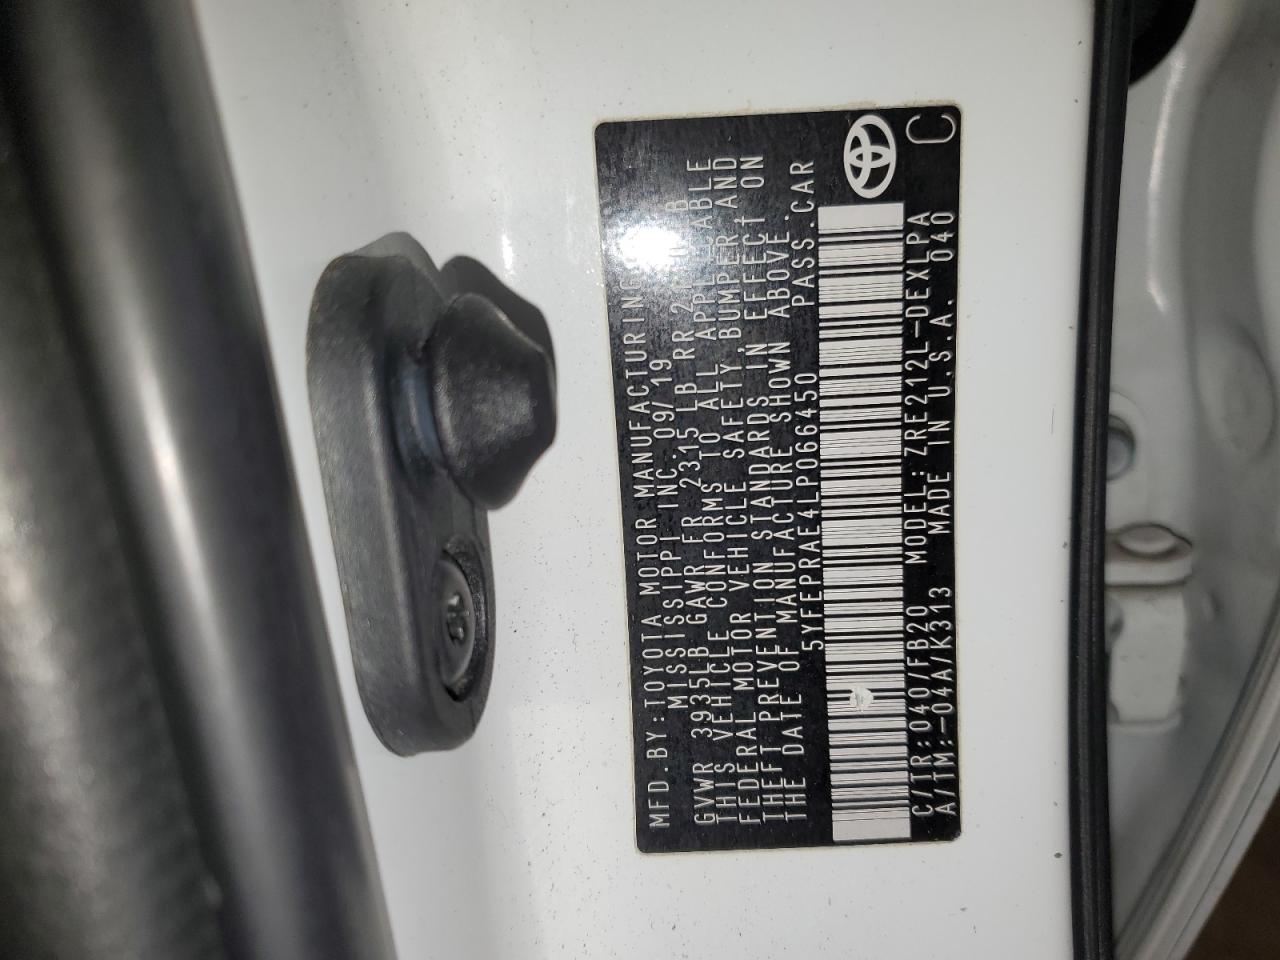 MFD.BY:TOYOTA MOTOR MANUFACTURING
MISSISSIPPI INC. 09/19
GVWR 3935LB GAWR FR 2315 LB RR
THIS VEHICLE CONFORMS TO ALL APPLICABLE
FEDERAL MOTOR VEHICLE SAFETY, BUMPER, AND
THEFT PREVENTION STANDARDS IN EFFECT ON
THE DATE OF MANUFACTURE SHOWN ABOVE.
5YFEPRAE4LP066450 PASS.CAR
C/TR:040/FB20 MODEL:ZRE212L-DEXLPA
A/TM:-04A/K313 MADE IN U.S.A. 040
C